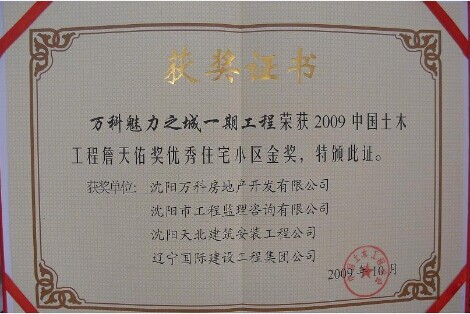 获奖证书
万科魅力之城一期工程荣获2009中国土木
工程詹天佑奖优秀住宅小区金奖，特颁此证。
获奖单位：沈阳万科房地产开发有限公司
沈阳市工程监理咨询有限公司
沈阳天北建筑安装工程公司
辽宁国际建设工程集团公司
2009年10月